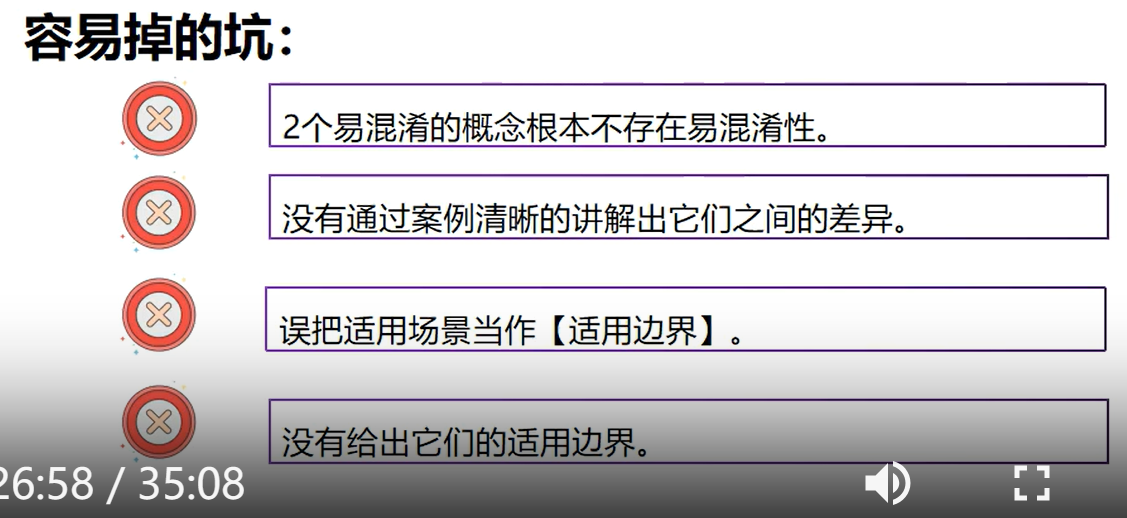 容易掉的坑：
2个易混淆的概念根本不存在易混淆性。
没有通过案例清晰的讲解出它们之间的差异。
误把适用场景当作【适用边界】。
没有给出它们的适用边界。
26:58 / 35:08